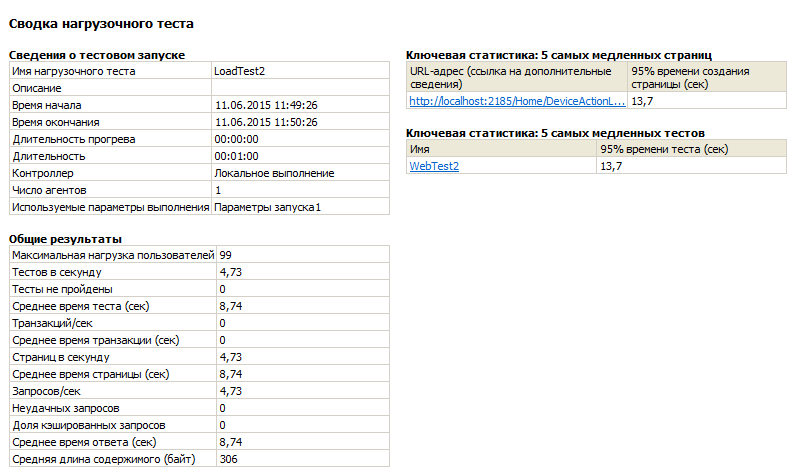 Сводка нагрузочного теста
Сведения о тестовом запуске
Имя нагрузочного теста LoadTest2
Описание
Время начала 11.06.2015 11:49:26
Время окончания 11.06.2015 11:50:26
Длительность прогрева 00:00:00
Длительность 00:01:00
Контроллер Локальное выполнение
Число агентов 1
Используемые параметры выполнения Параметры запуска1
Общие результаты
Максимальная нагрузка пользователей 99
Тестов в секунду 4,73
Тесты не пройдены 0
Среднее время теста (сек) 8,74
Транзакций/сек 0
Среднее время транзакции (сек) 0
Страниц в секунду 4,73
Среднее время страницы (сек) 8,74
Запросов/сек 4,73
Неудачных запросов 0
Доля кэшированных запросов 0
Среднее время ответа (сек) 8,74
Средняя длина содержимого (байт) 306
Ключевая статистика: 5 самых медленных страниц
URL-адрес (ссылка на дополнительные 95% времени создания
сведения) страницы (сек)
http://localhost:2185/Home/DeviceActionL... 13,7
Ключевая статистика: 5 самых медленных тестов
Имя 95% времени теста (сек)
WebTest2 13,7